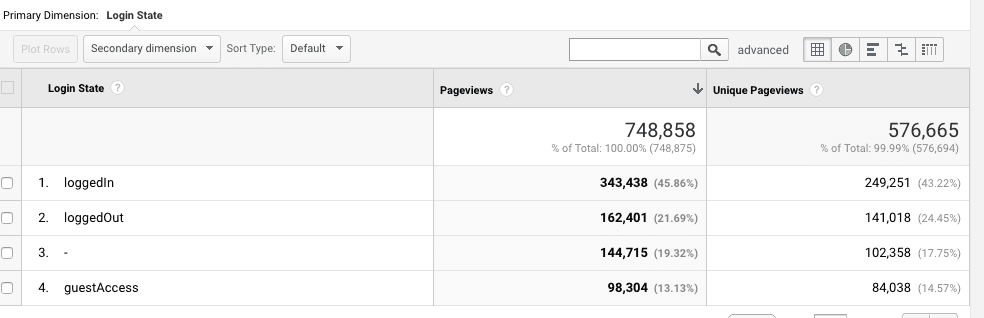 Primary Dimension: Login State
Plot Rows Secondary dimension Sort Type: Default advanced
Login State ? Pageviews ? Unique Pageviews ?
748,858 576,665
% of Total: 100.00% (748,875) % of Total: 99.99% (576,694)
1. loggedIn 343,438 (45.86%) 249,251 (43.22%)
2. loggedOut 162,401 (21.69%) 141,018 (24.45%)
3. - 144,715 (19.32%) 102,358 (17.75%)
4. guestAccess 98,304 (13.13%) 84,038 (14.57%)